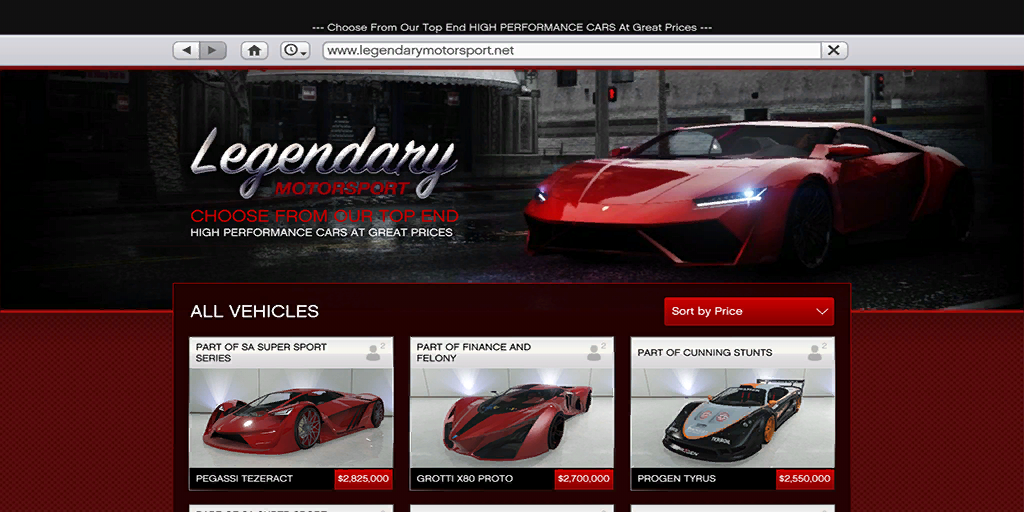 --- Choose From Our Top End HIGH PERFORMANCE CARS At Great Prices ---
www.legendarymotorsport.net
Legendary
MOTORSPORT
CHOOSE FROM OUR TOP END
HIGH PERFORMANCE CARS AT GREAT PRICES
ALL VEHICLES
Sort by Price
PART OF SA SUPER SPORT
SERIES
2
PEGASSI TEZERACT
$2,825,000
PART OF FINANCE AND
FELONY
2
GROTTI X80 PROTO
$2,700,000
PART OF CUNNING STUNTS
2
PROGEN TYRUS
$2,550,000